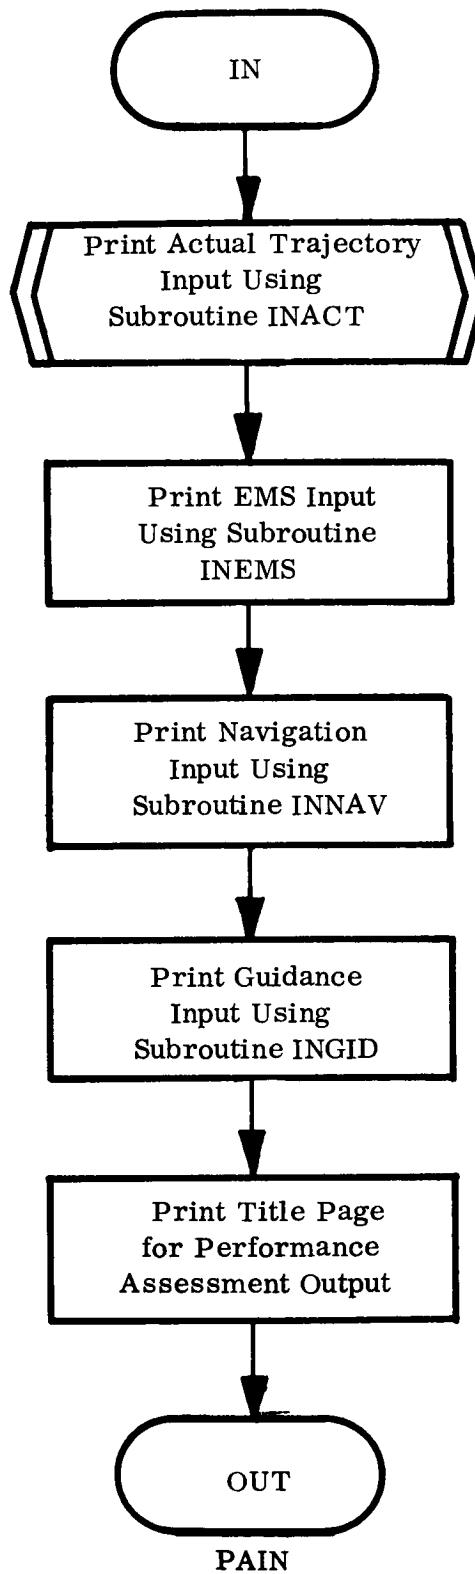 IN
Print Actual Trajectory
Input Using
Subroutine INACT
Print EMS Input
Using Subroutine
INEMS
Print Navigation
Input Using
Subroutine INNAV
Print Guidance
Input Using
Subroutine INGID
Print Title Page
for Performance
Assessment Output
OUT
PAIN